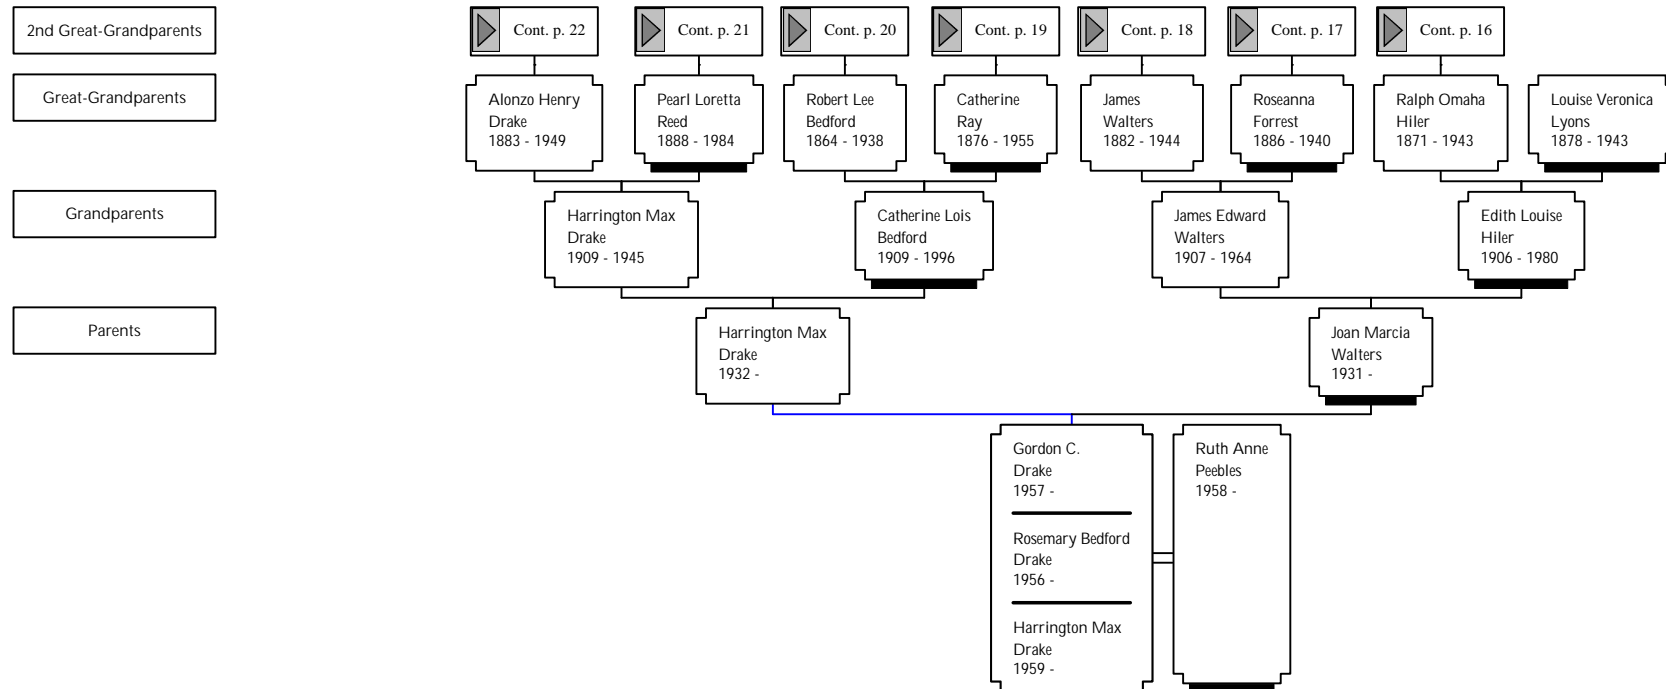 2nd Great-Grandparents
Cont. p. 22
Cont. p. 21
Cont. p. 20
Cont. p. 19
Cont. p. 18
Cont. p. 17
Cont. p. 16
Great-Grandparents
Alonzo Henry
Drake
1883 - 1949
Pearl Loretta
Reed
1888 - 1984
Robert Lee
Bedford
1864 - 1938
Catherine
Ray
1876 - 1955
James
Walters
1882 - 1944
Roseanna
Forrest
1886 - 1940
Ralph Omaha
Hiler
1871 - 1943
Louise Veronica
Lyons
1878 - 1943
Grandparents
Harrington Max
Drake
1909 - 1945
Catherine Lois
Bedford
1909 - 1996
James Edward
Walters
1907 - 1964
Edith Louise
Hiler
1906 - 1980
Parents
Harrington Max
Drake
1932 -
Joan Marcia
Walters
1931 -
Gordon C.
Drake
1957 -
Rosemary Bedford
Drake
1956 -
Harrington Max
Drake
1959 -
Ruth Anne
Peebles
1958 -